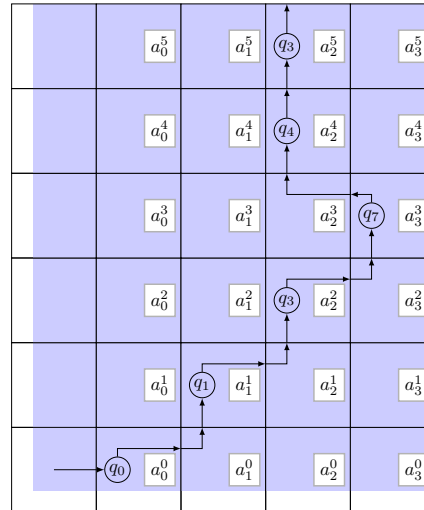 a_0^5 a_1^5 q_3 a_2^5 a_3^5
a_0^4 a_1^4 q_4 a_2^4 a_3^4
a_0^3 a_1^3 a_2^3 q_7 a_3^3
a_0^2 a_1^2 q_3 a_2^2 a_3^2
a_0^1 q_1 a_1^1 a_2^1 a_3^1
q_0 a_0^0 a_1^0 a_2^0 a_3^0